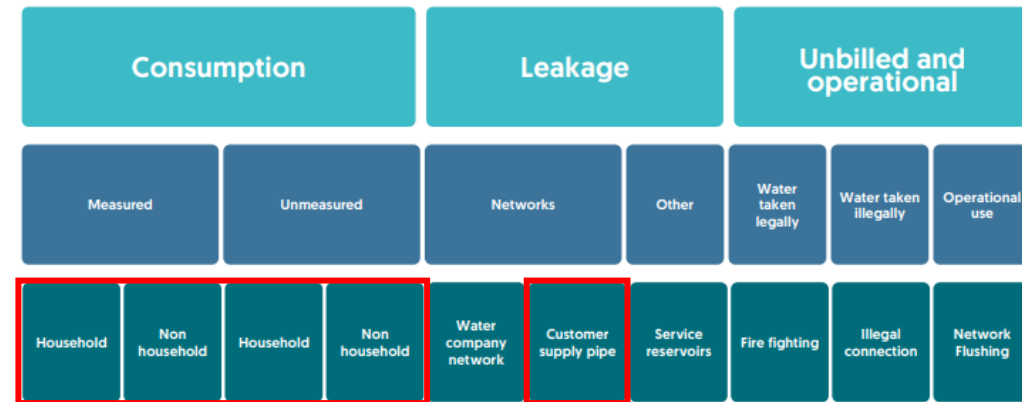 Consumption
Leakage
Unbilled and
operational
Measured
Unmeasured
Networks
Other
Water
taken
legally
Water taken
illegally
Operational
use
Household
Non
household
Household
Non
household
Water
company
network
Customer
supply pipe
Service
reservoirs
Fire fighting
Illegal
connection
Network
Flushing